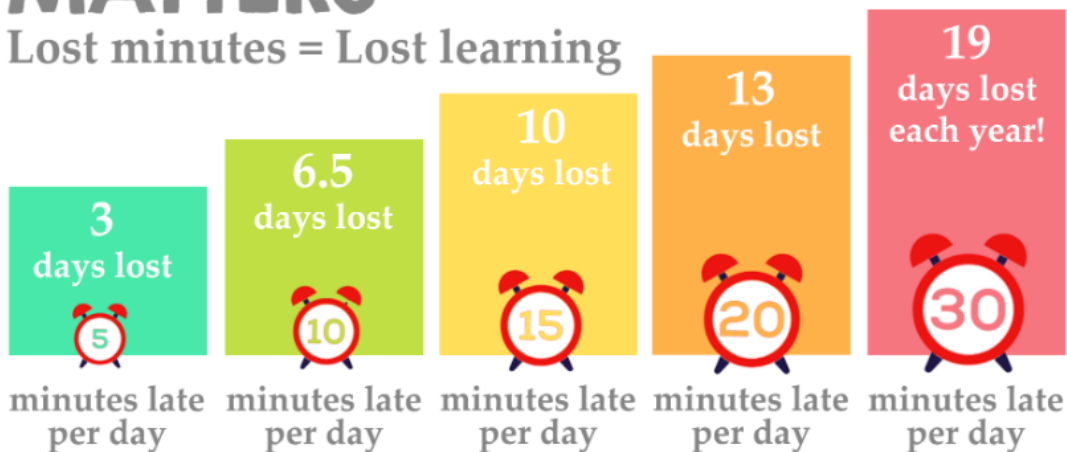 MATTERS
Lost minutes = Lost learning
3
days lost
5
minutes late
per day
6.5
days lost
10
minutes late
per day
10
days lost
15
minutes late
per day
13
days lost
20
minutes late
per day
19
days lost
each year!
30
minutes late
per day